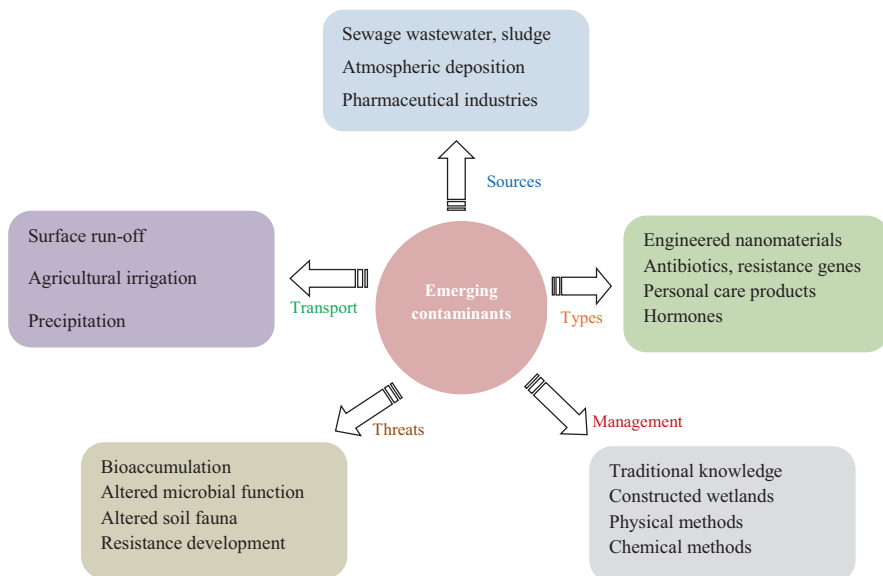 Sewage wastewater, sludge
Atmospheric deposition
Pharmaceutical industries
Sources
Surface run-off
Agricultural irrigation
Precipitation
Transport
Emerging
contaminants
Engineered nanomaterials
Antibiotics, resistance genes
Personal care products
Hormones
Types
Threats
Management
Bioaccumulation
Altered microbial function
Altered soil fauna
Resistance development
Traditional knowledge
Constructed wetlands
Physical methods
Chemical methods